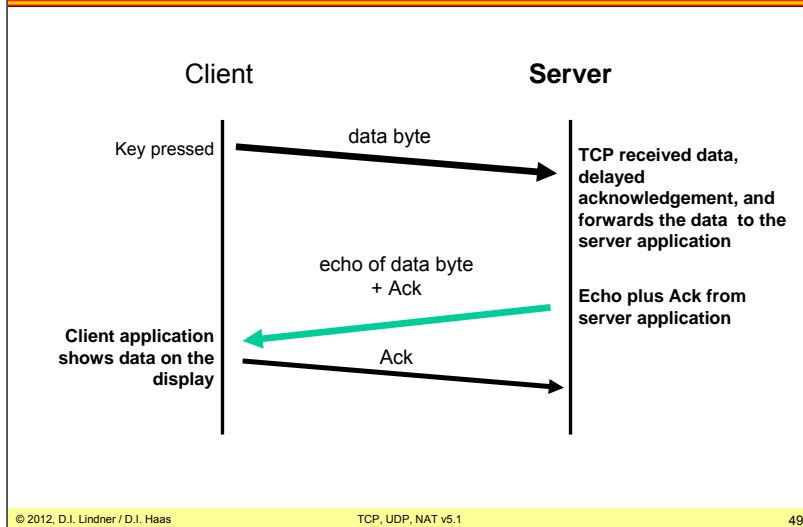 Client
Server
Key pressed
data byte
TCP received data,
delayed
acknowledgement, and
forwards the data to the
server application
echo of data byte
+ Ack
Echo plus Ack from
server application
Client application
shows data on the
display
Ack
© 2012, D.I. Lindner / D.I. Haas
TCP, UDP, NAT v5.1
49